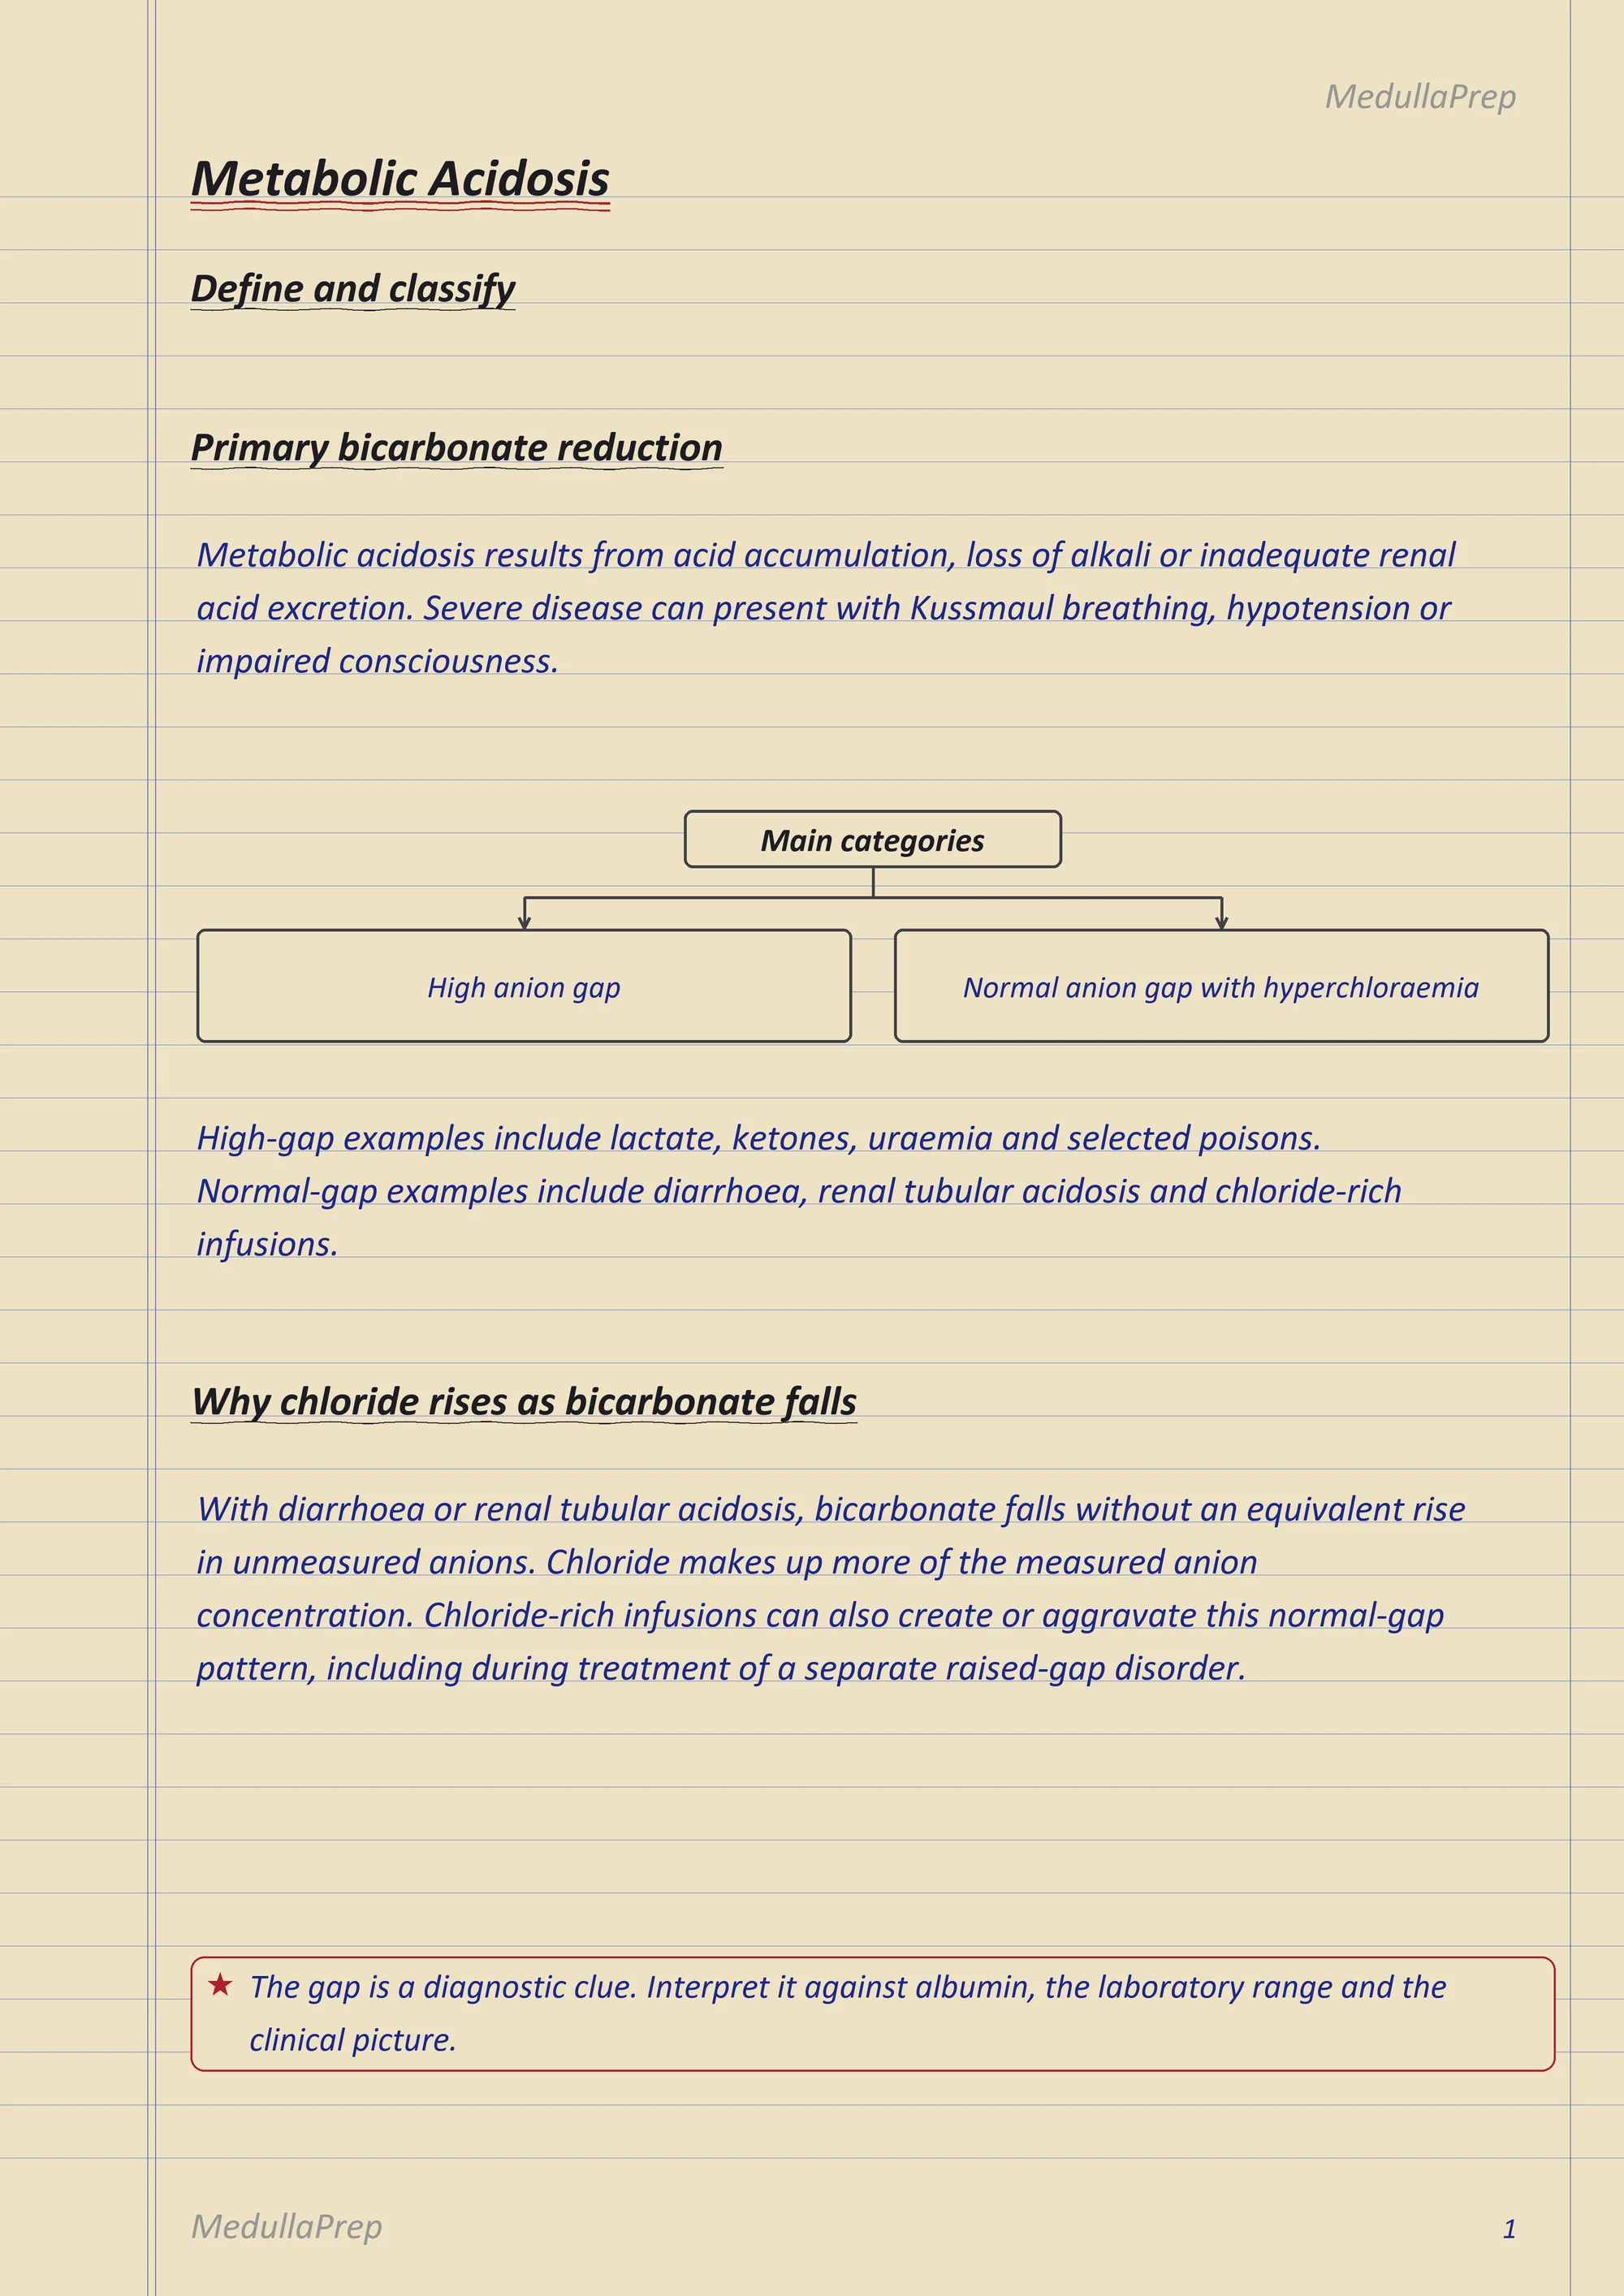 MedullaPrep
Metabolic Acidosis
Define and classify
Primary bicarbonate reduction
Metabolic acidosis results from acid accumulation, loss of alkali or inadequate renal
acid excretion. Severe disease can present with Kussmaul breathing, hypotension or
impaired consciousness.
Main categories
High anion gap
Normal anion gap with hyperchloraemia
High-gap examples include lactate, ketones, uraemia and selected poisons.
Normal-gap examples include diarrhoea, renal tubular acidosis and chloride-rich
infusions.
Why chloride rises as bicarbonate falls
With diarrhoea or renal tubular acidosis, bicarbonate falls without an equivalent rise
in unmeasured anions. Chloride makes up more of the measured anion
concentration. Chloride-rich infusions can also create or aggravate this normal-gap
pattern, including during treatment of a separate raised-gap disorder.
★ The gap is a diagnostic clue. Interpret it against albumin, the laboratory range and the
clinical picture.
MedullaPrep
1